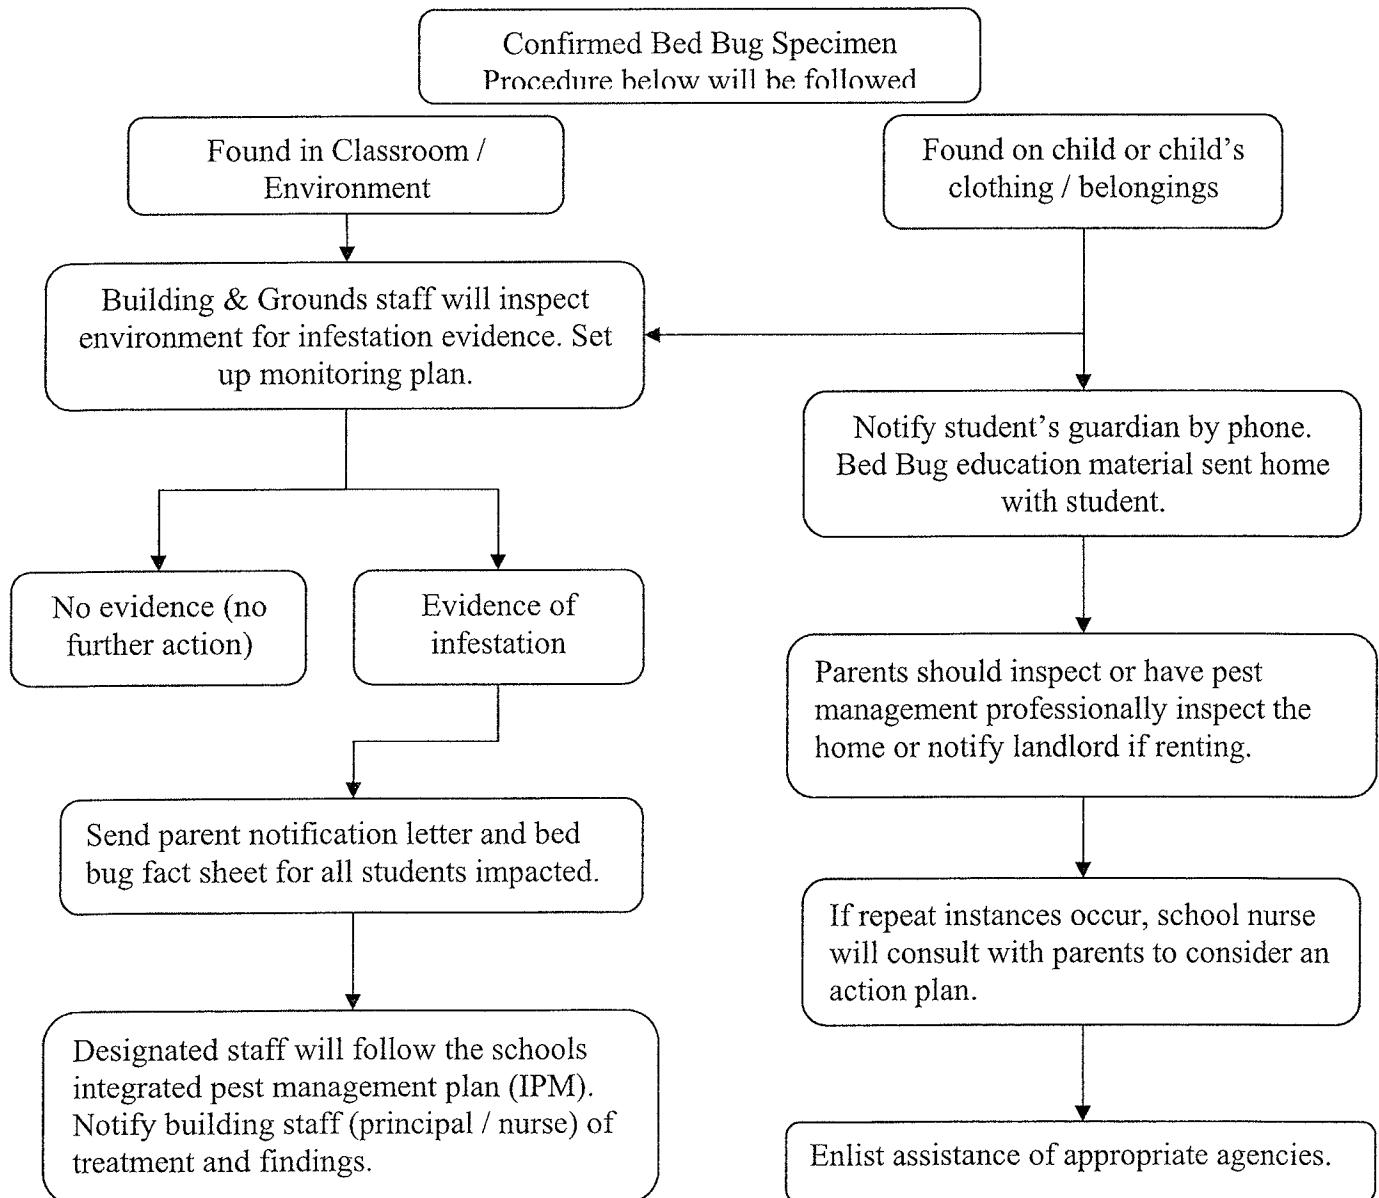 Confirmed Bed Bug Specimen
Procedure below will be followed
Found in Classroom /
Environment
Found on child or child's
clothing / belongings
Building & Grounds staff will inspect
environment for infestation evidence. Set
up monitoring plan.
Notify student's guardian by phone.
Bed Bug education material sent home
with student.
No evidence (no
further action)
Evidence of
infestation
Parents should inspect or have pest
management professionally inspect the
home or notify landlord if renting.
Send parent notification letter and bed
bug fact sheet for all students impacted.
If repeat instances occur, school nurse
will consult with parents to consider an
action plan.
Designated staff will follow the schools
integrated pest management plan (IPM).
Notify building staff (principal / nurse) of
treatment and findings.
Enlist assistance of appropriate agencies.